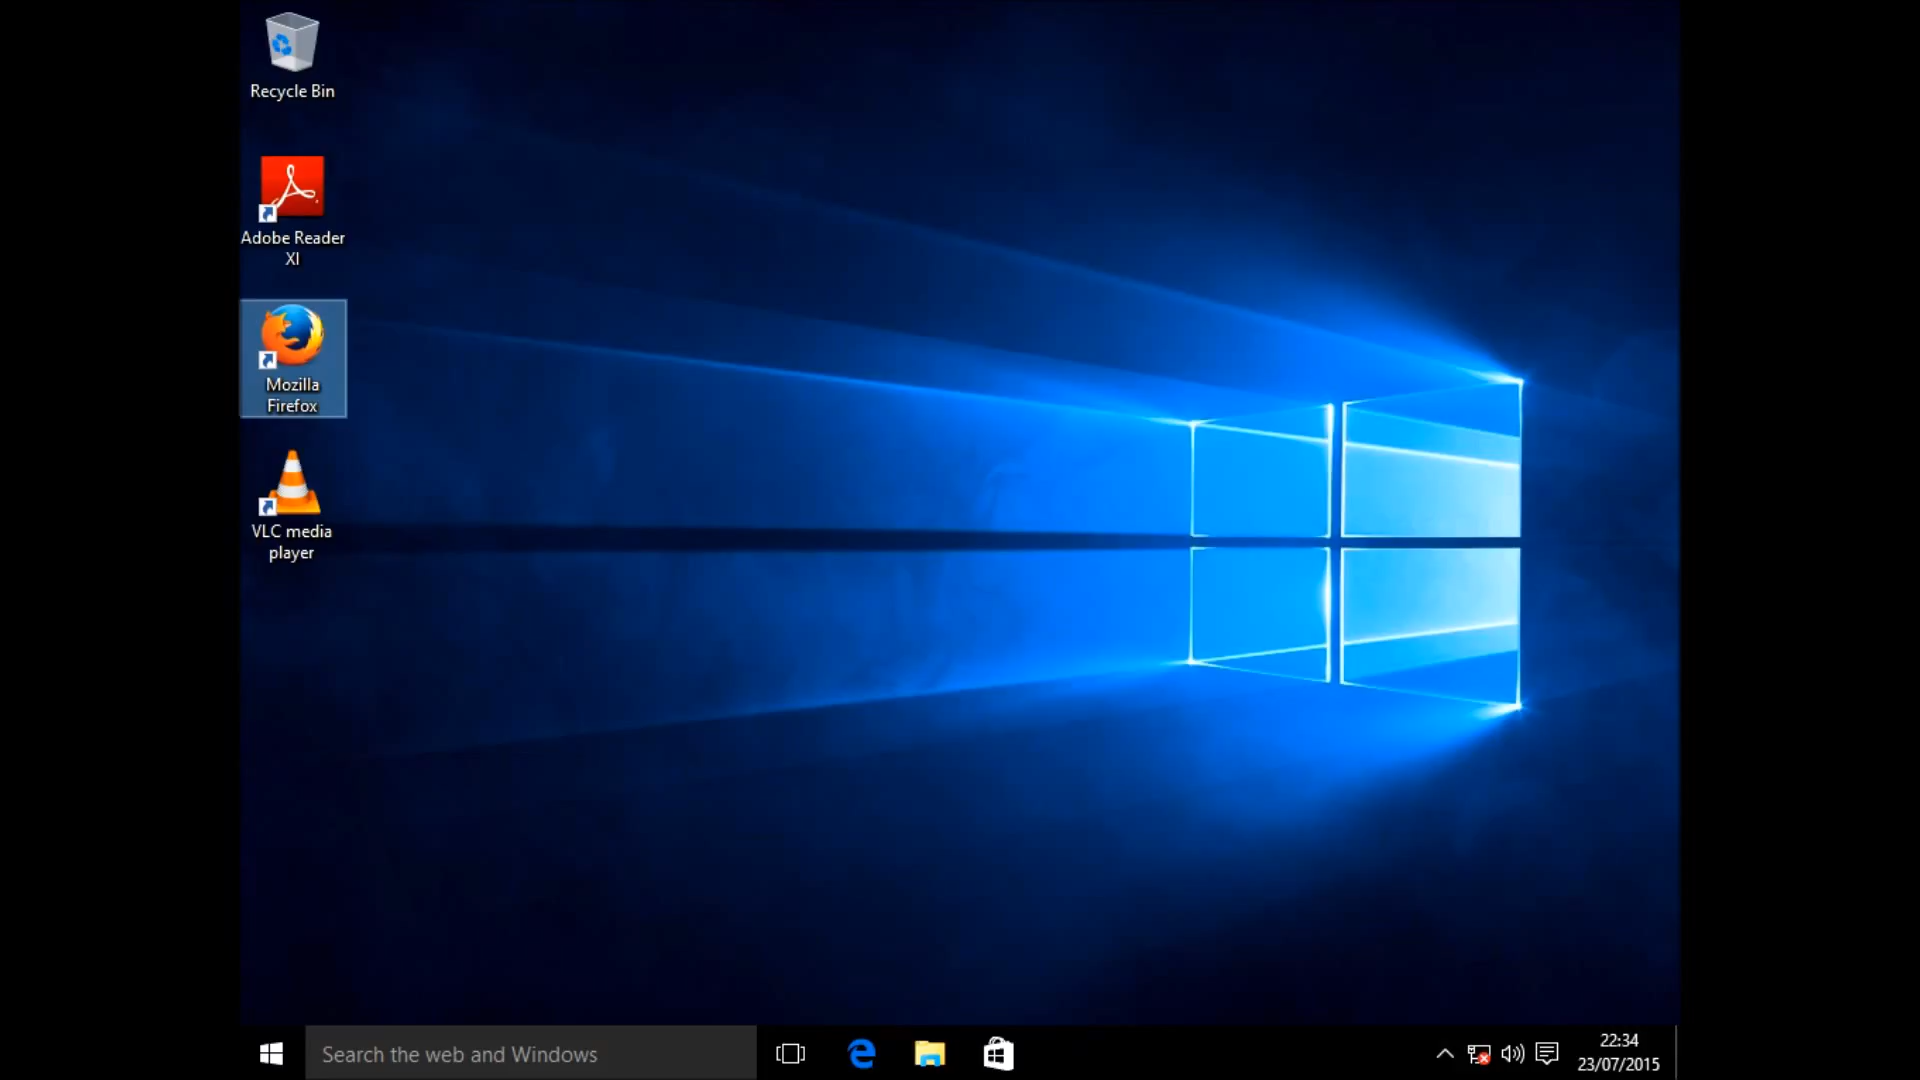 Recycle Bin
Adobe Reader
XI
Mozilla
Firefox
VLC media
player
Search the web and Windows
22:34
23/07/2015